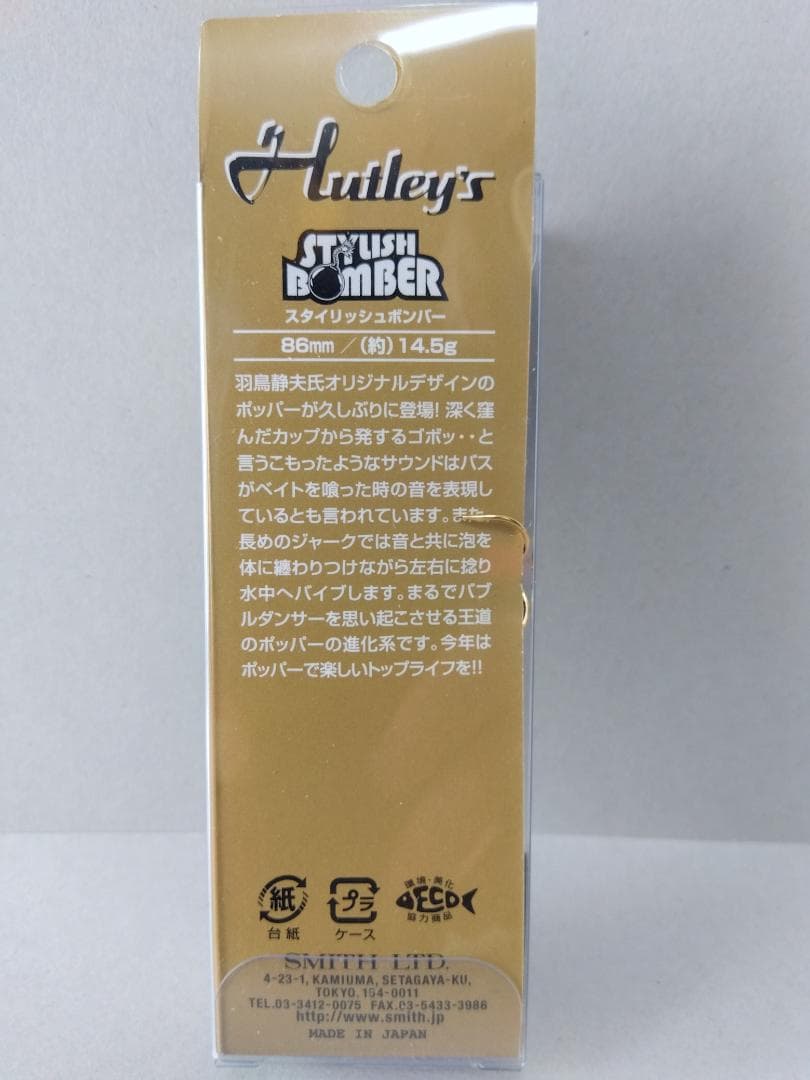 Hutley's
STYLISH
BOMBER
スタイリッシュボンバー
86mm／(約)14.5g
羽鳥静夫氏オリジナルデザインの
ポッパーが久しぶりに登場! 深く窪
んだカップから発するゴボッ・・と
言うこもったようなサウンドはバス
がベイトを喰った時の音を表現し
ているとも言われています。また、
長めのジャークでは音と共に泡を
体に纏わりつけながら左右に捻り
水中へバイブします。まるでバブ
ルダンサーを思い起こさせる王道
のポッパーの進化系です。今年は
ポッパーで楽しいトップライフを!!
紙
台紙
プラ
ケース
環境・美化
ECO
協力商品
SMITH LTD.
4-23-1, KAMIUMA, SETAGAYA-KU,
TOKYO. 154-0011
TEL.03-3412-0075 FAX.03-5433-3986
http://www.smith.jp
MADE IN JAPAN